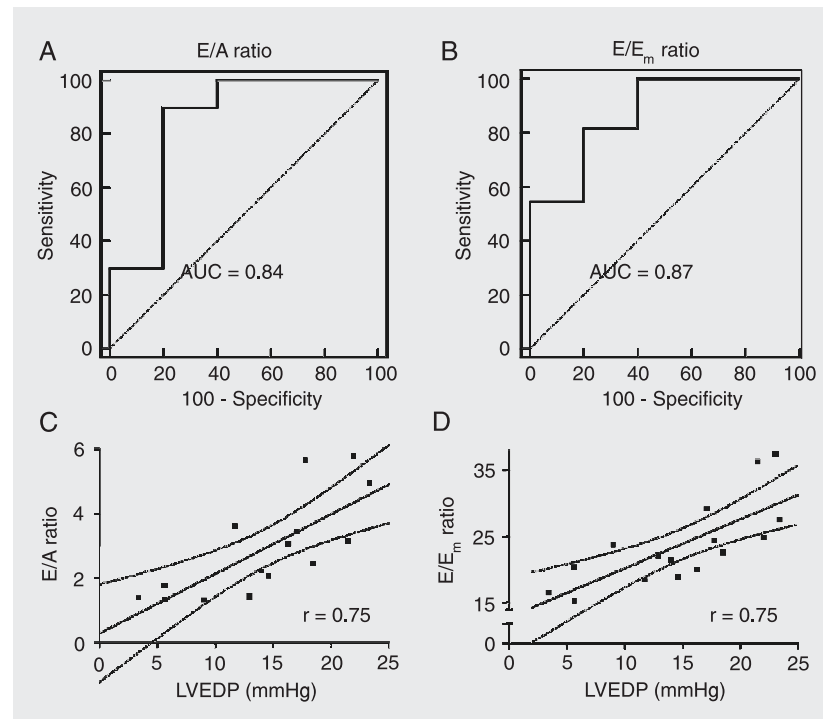 A
E/A ratio
100
80
60
40
20
0
Sensitivity
AUC = 0.84
0 20 40 60 80 100
100 - Specificity
B
E/Em ratio
100
80
60
40
20
0
Sensitivity
AUC = 0.87
0 20 40 60 80 100
100 - Specificity
C
6
4
2
0
E/A ratio
r = 0.75
0 5 10 15 20 25
LVEDP (mmHg)
D
35
25
15
0
E/Em ratio
r = 0.75
0 5 10 15 20 25
LVEDP (mmHg)